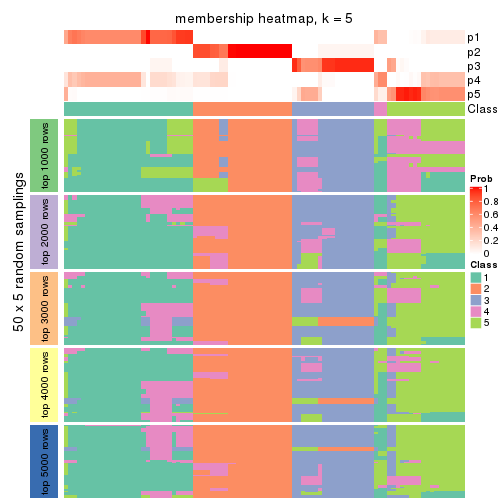 membership heatmap, k = 5
p1
p2
p3
p4
p5
Class
50 x 5 random samplings
top 1000 rows
top 2000 rows
top 3000 rows
top 4000 rows
top 5000 rows
Prob
1
0.8
0.6
0.4
0.2
0
Class
1
2
3
4
5